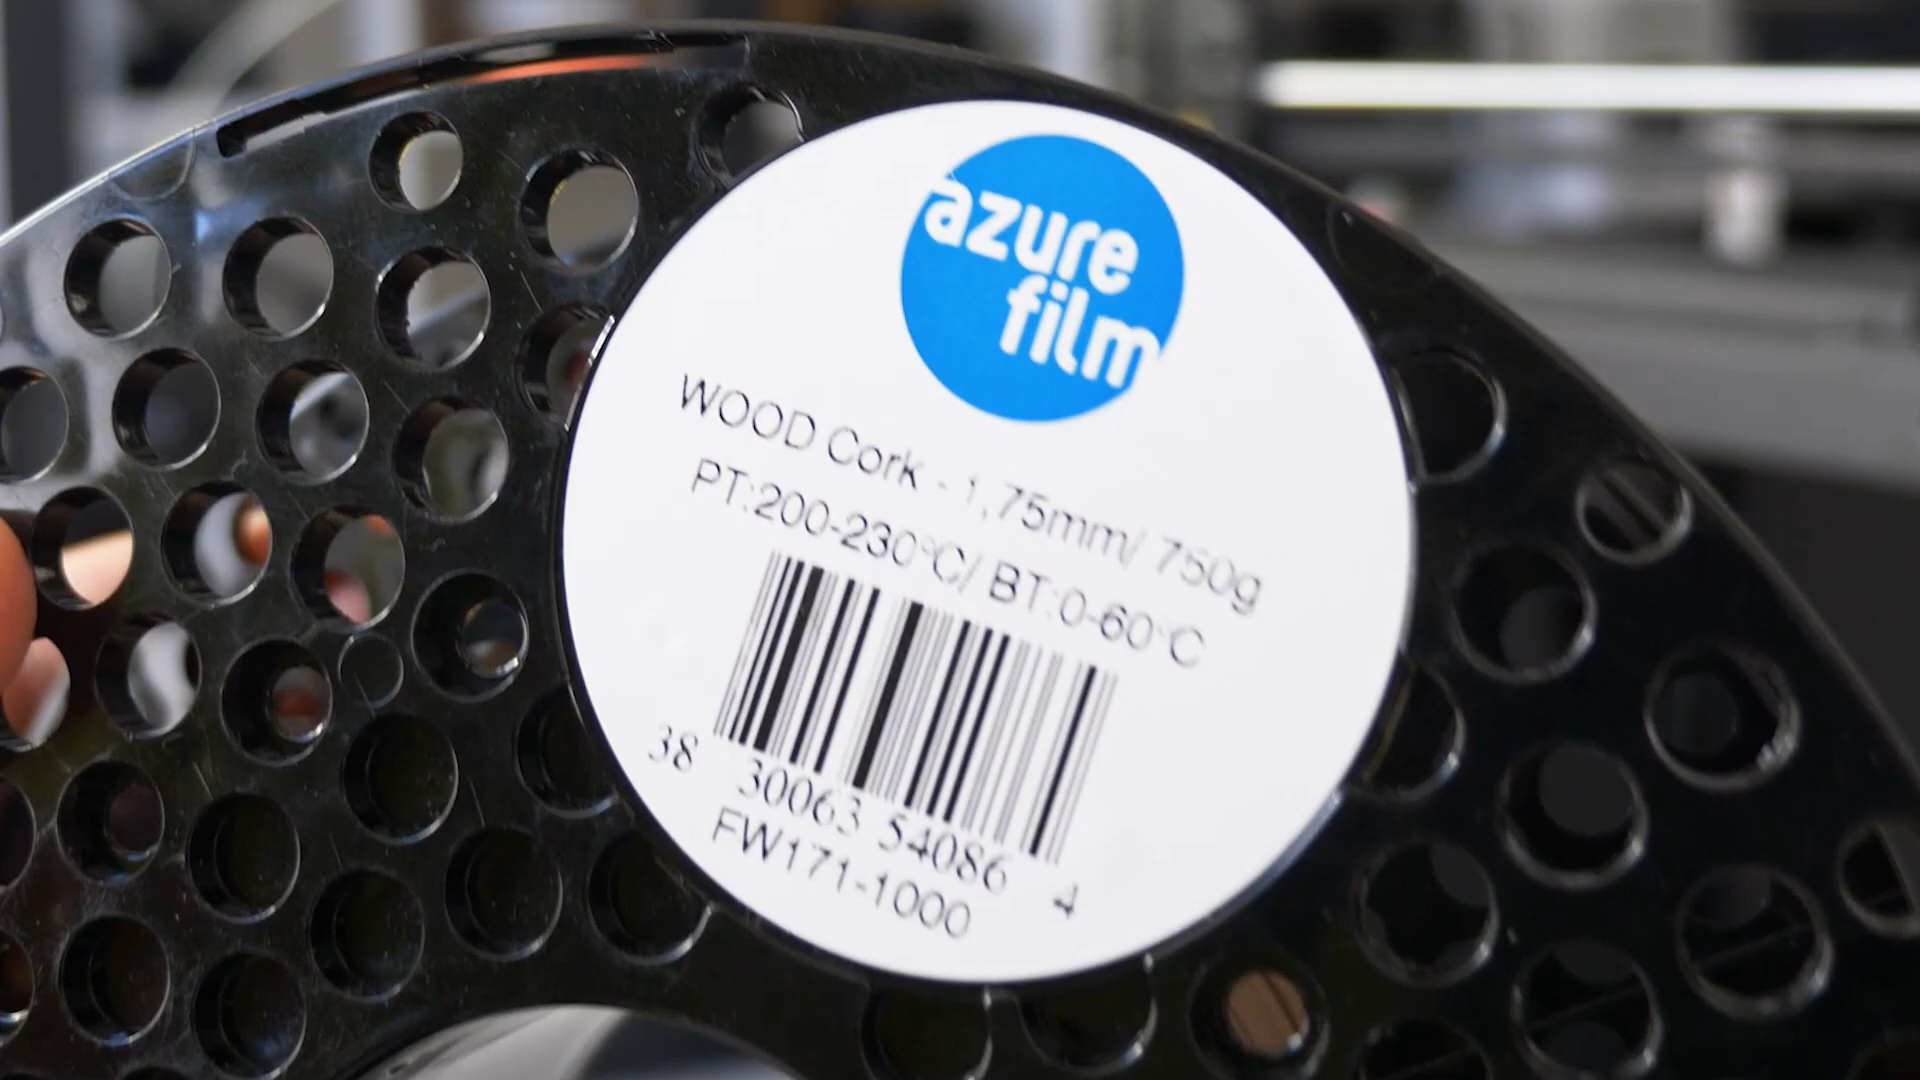 azure
film
WOOD Cork - 1,75mm/ 750g
PT:200-230°C/ BT:0-60°C
38 30063 54086 4
FW171-1000